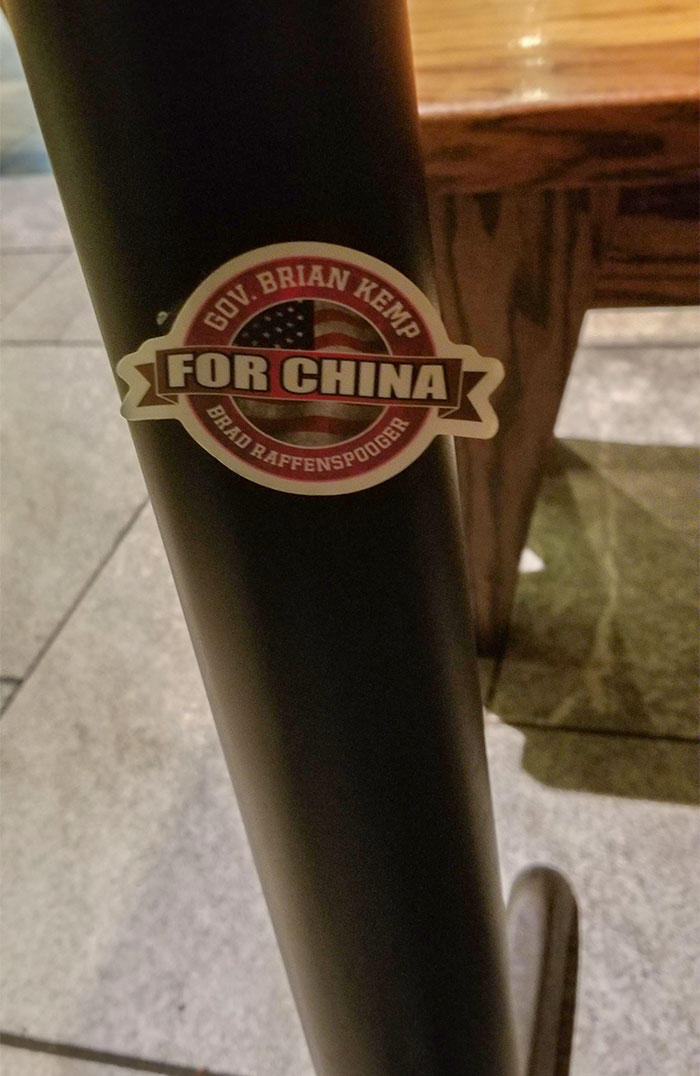 GOV. BRIAN KEMP
FOR CHINA
BRAD RAFFENSPOOGER